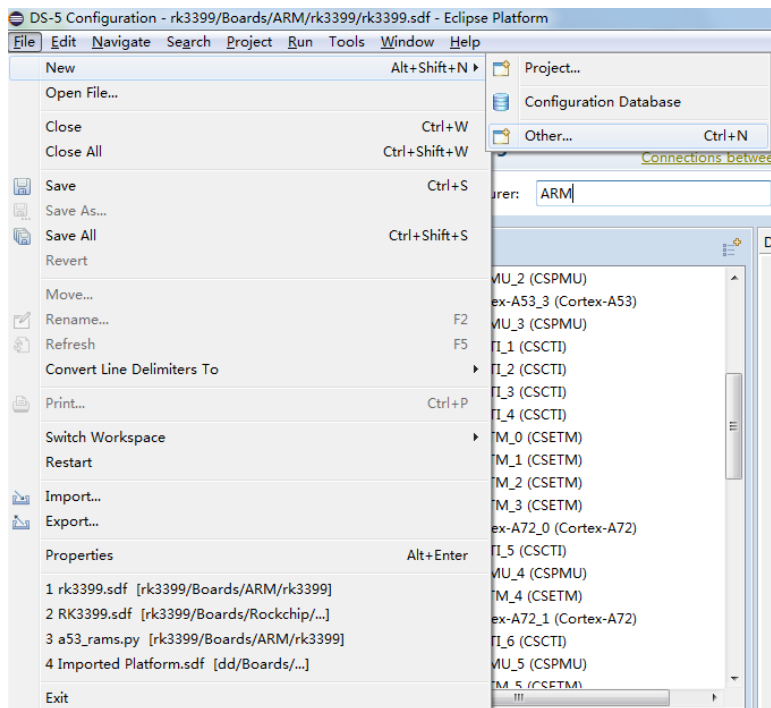 DS-5 Configuration - rk3399/Boards/ARM/rk3399/rk3399.sdf - Eclipse Platform
File Edit Navigate Search Project Run Tools Window Help
New Alt+Shift+N
Open File...
Close Ctrl+W
Close All Ctrl+Shift+W
Save Ctrl+S
Save As...
Save All Ctrl+Shift+S
Revert
Move...
Rename... F2
Refresh F5
Convert Line Delimiters To
Print... Ctrl+P
Switch Workspace
Restart
Import...
Export...
Properties Alt+Enter
1 rk3399.sdf [rk3399/Boards/ARM/rk3399]
2 RK3399.sdf [rk3399/Boards/Rockchip/...]
3 a53_rams.py [rk3399/Boards/ARM/rk3399]
4 Imported Platform.sdf [dd/Boards/...]
Exit
Project...
Configuration Database
Other... Ctrl+N
Connections betwee
urer: ARM
MU_2 (CSPMU)
ex-A53_3 (Cortex-A53)
MU_3 (CSPMU)
TI_1 (CSCTI)
TI_2 (CSCTI)
TI_3 (CSCTI)
TI_4 (CSCTI)
TM_0 (CSETM)
TM_1 (CSETM)
TM_2 (CSETM)
TM_3 (CSETM)
ex-A72_0 (Cortex-A72)
TI_5 (CSCTI)
MU_4 (CSPMU)
TM_4 (CSETM)
ex-A72_1 (Cortex-A72)
TI_6 (CSCTI)
MU_5 (CSPMU)
TM_5 (CSETM)